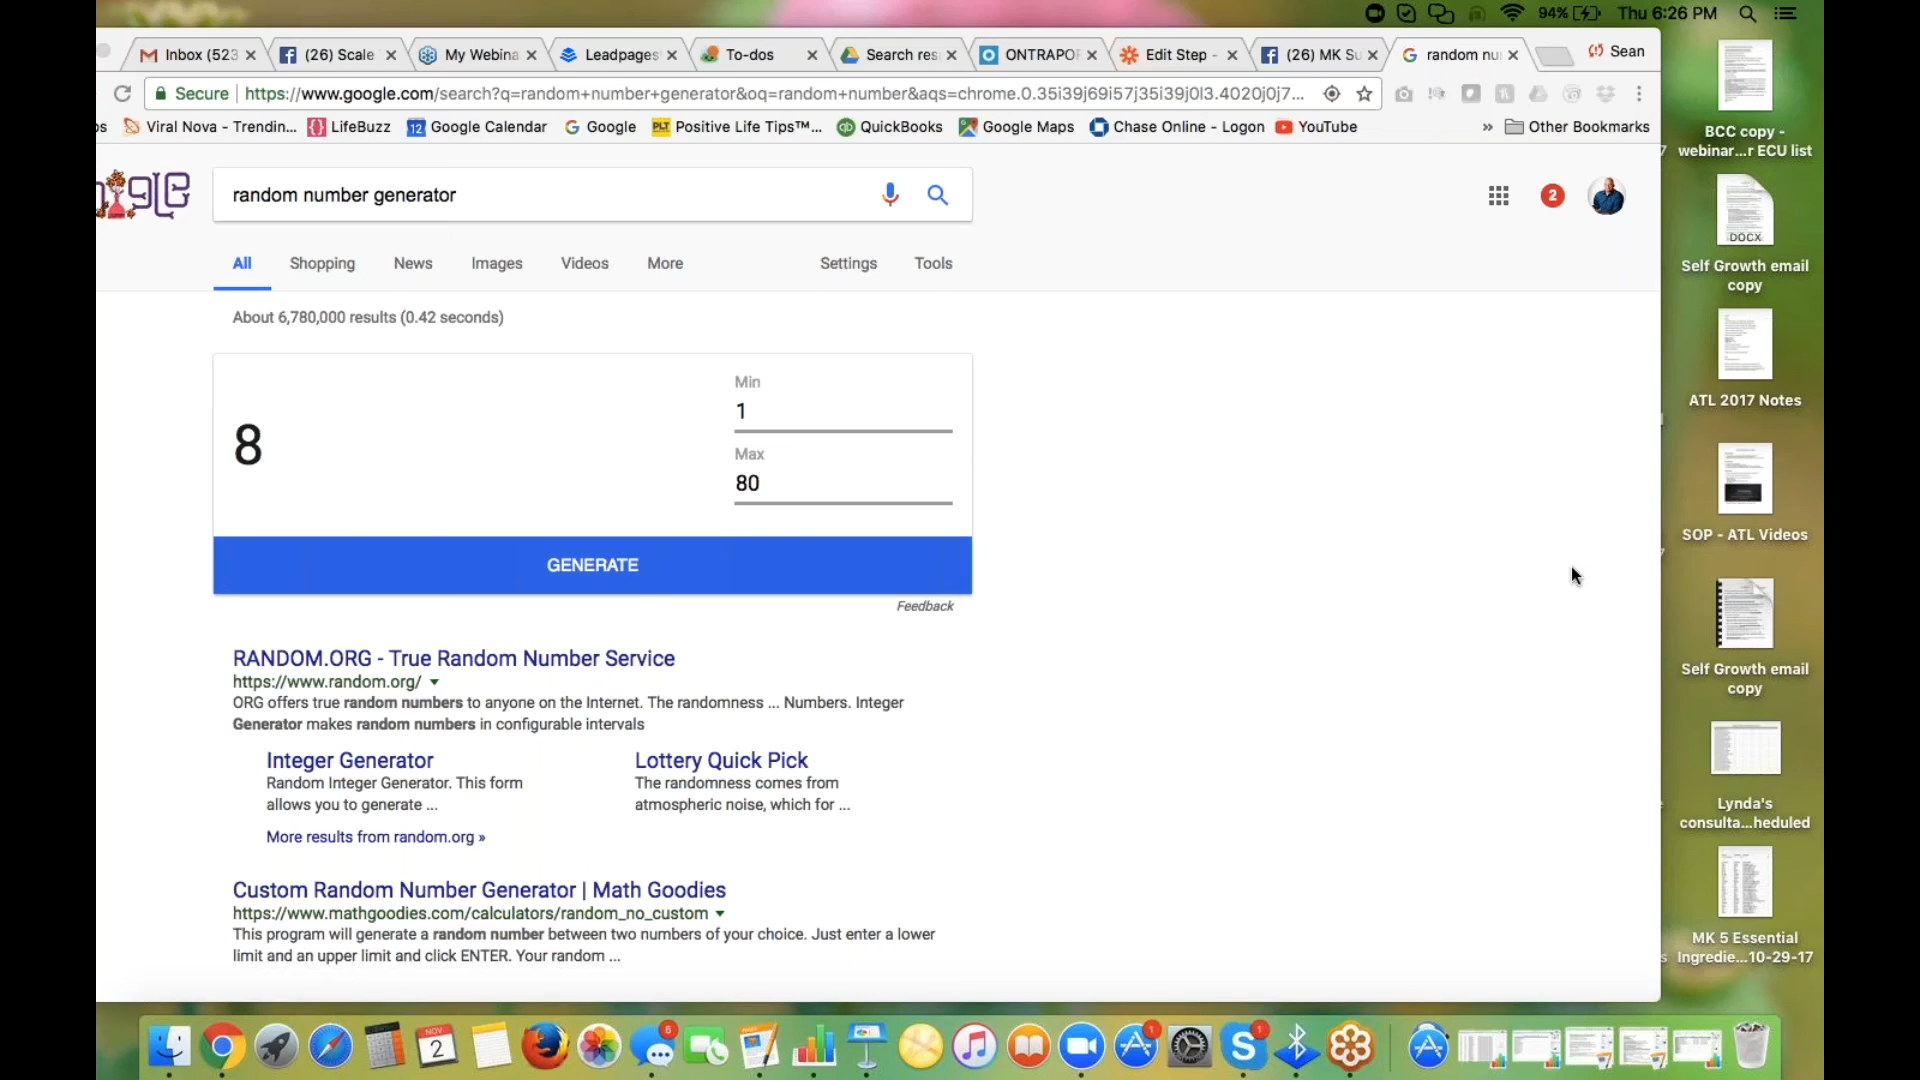 94% Thu 6:26 PM
Inbox (523 (26) Scale My Webina Leadpages To-dos Search res ONTRAPOR Edit Step - (26) MK Su random nu Sean
Secure https://www.google.com/search?q=random+number+generator&oq=random+number&aqs=chrome.0.35i39j69i57j35i39j0l3.4020j0j7...
ps Viral Nova - Trendin... LifeBuzz 12 Google Calendar Google PLT Positive Life Tips™... qb QuickBooks Google Maps Chase Online - Logon YouTube » Other Bookmarks
random number generator
2
All Shopping News Images Videos More Settings Tools
About 6,780,000 results (0.42 seconds)
8
Min
1
Max
80
GENERATE
Feedback
RANDOM.ORG - True Random Number Service
https://www.random.org/
ORG offers true random numbers to anyone on the Internet. The randomness ... Numbers. Integer
Generator makes random numbers in configurable intervals
Integer Generator
Random Integer Generator. This form
allows you to generate ...
Lottery Quick Pick
The randomness comes from
atmospheric noise, which for ...
More results from random.org »
Custom Random Number Generator | Math Goodies
https://www.mathgoodies.com/calculators/random_no_custom
This program will generate a random number between two numbers of your choice. Just enter a lower
limit and an upper limit and click ENTER. Your random ...
BCC copy -
webinar...r ECU list
DOCX
Self Growth email
copy
ATL 2017 Notes
SOP - ATL Videos
Self Growth email
copy
Lynda's
consulta...heduled
MK 5 Essential
Ingredie...10-29-17
NOV
2
6
1
1